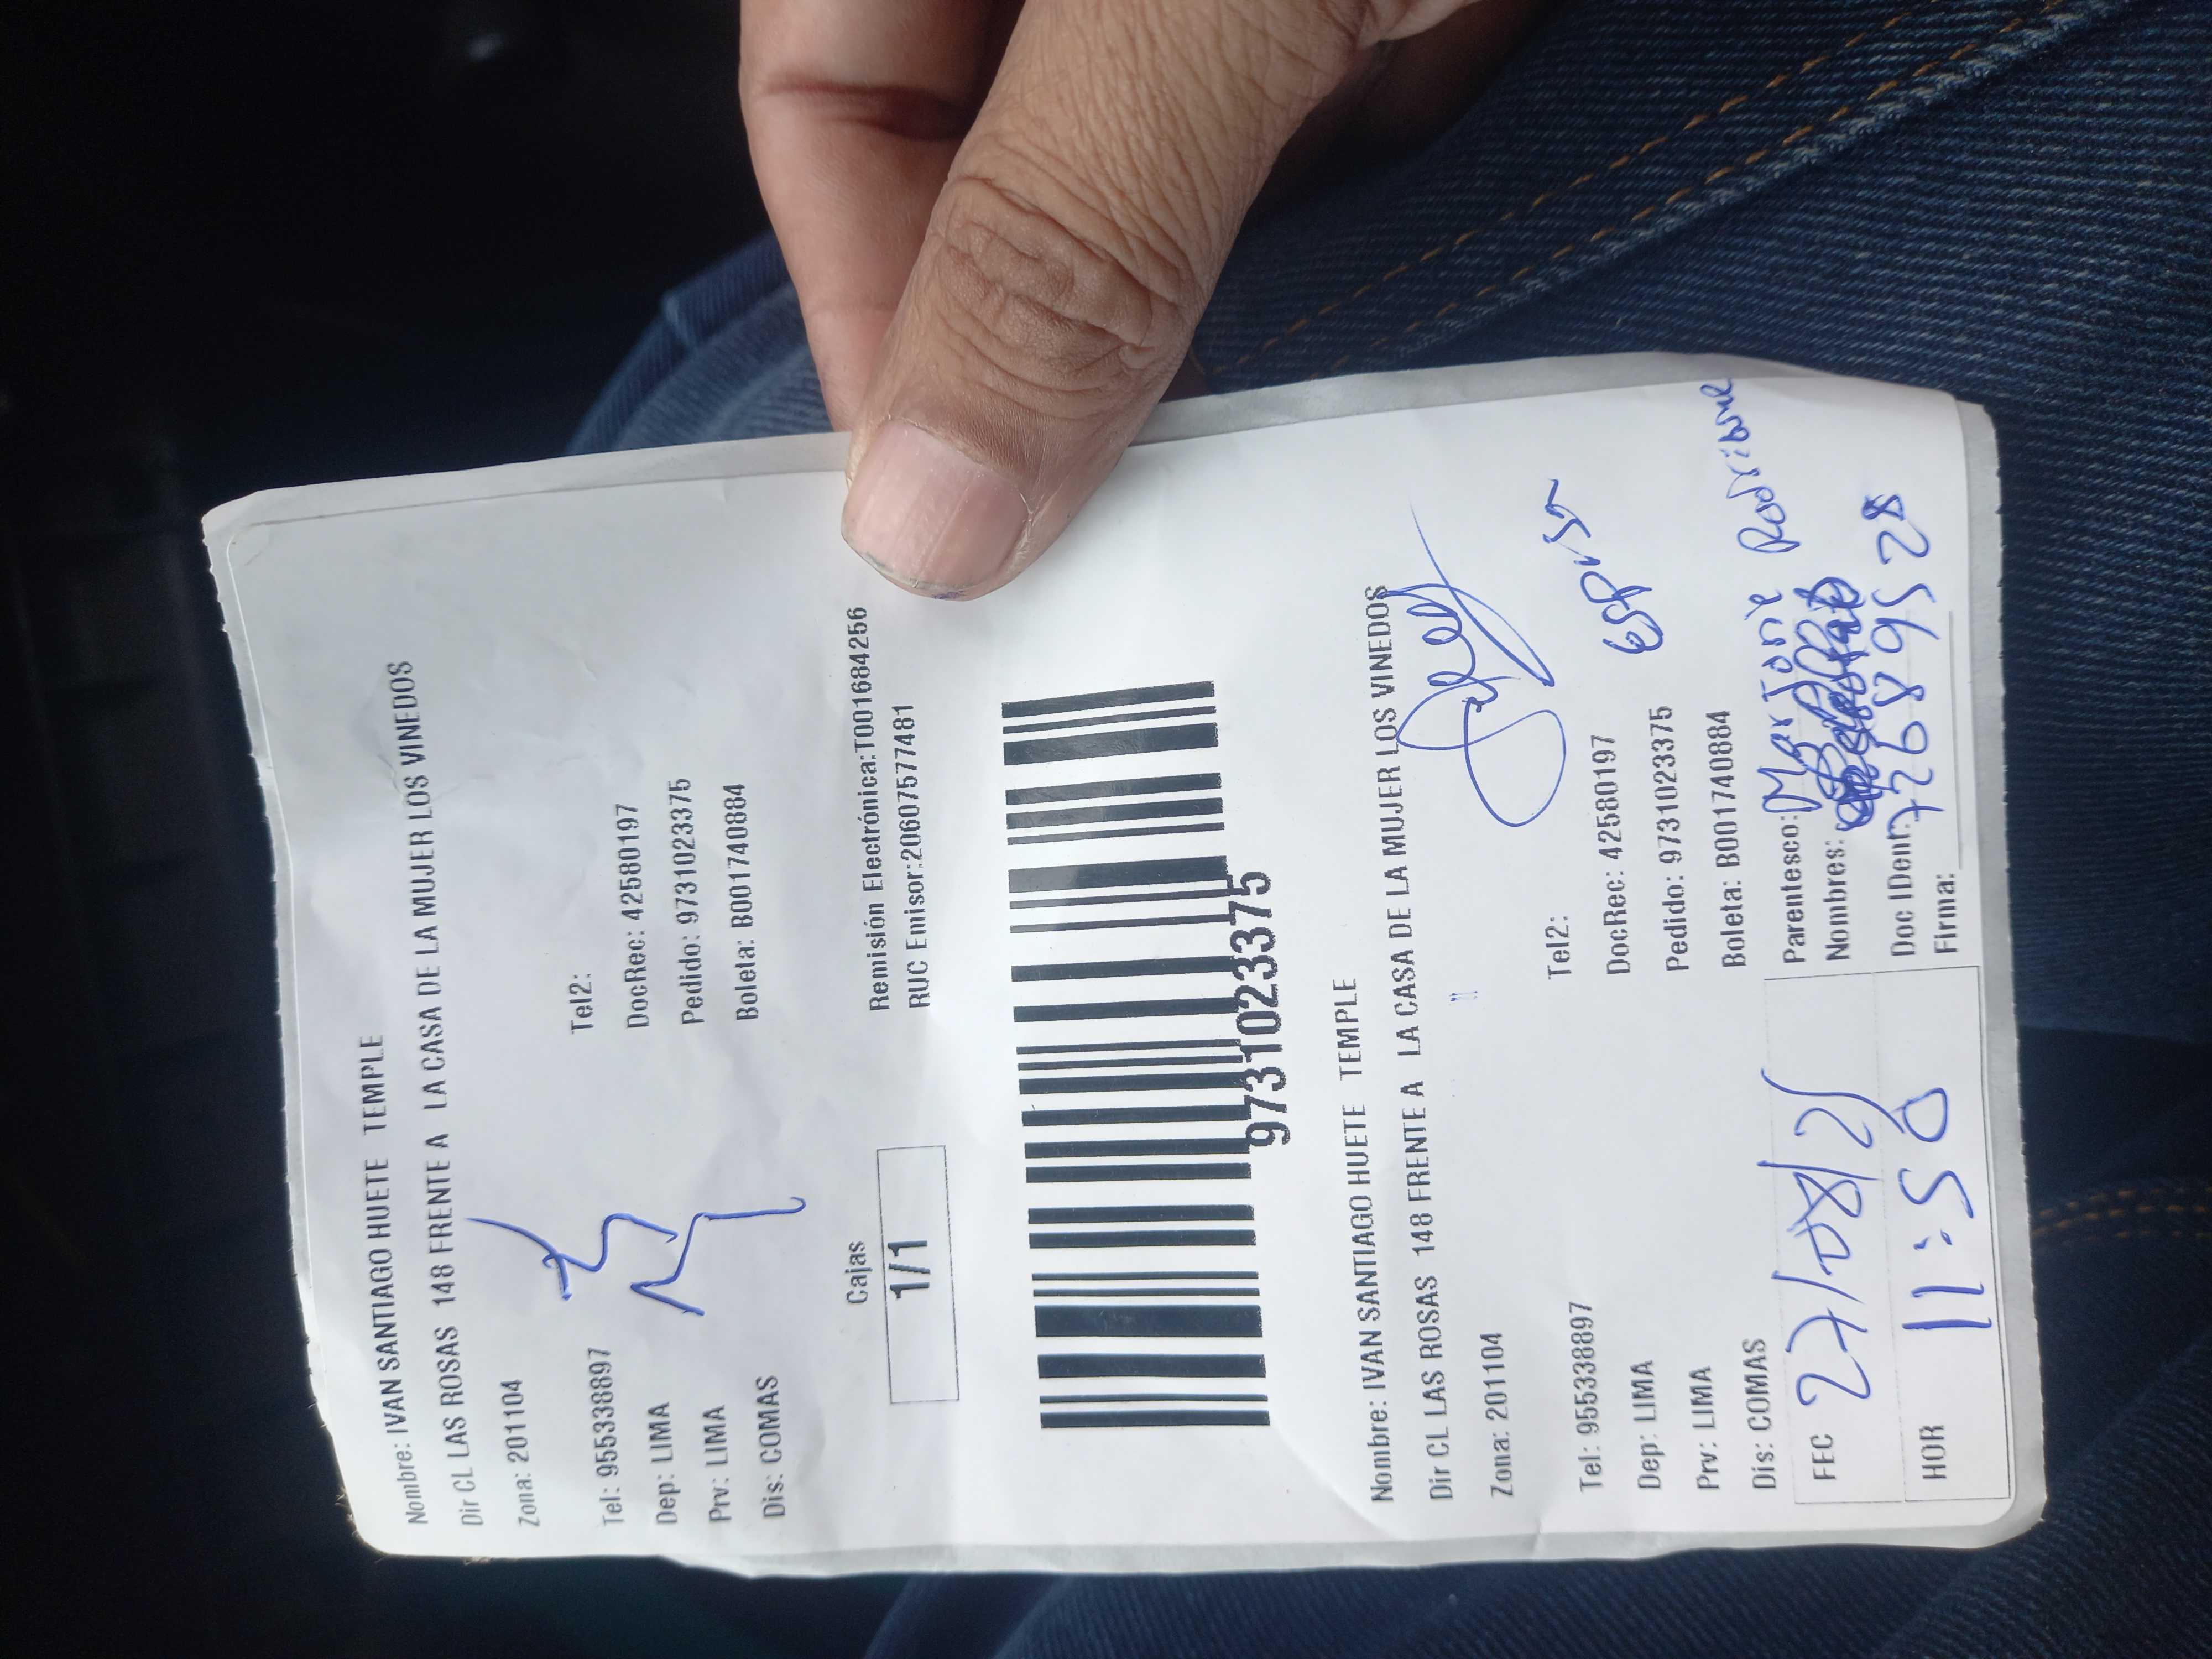 Nombre: IVAN SANTIAGO HUETE TEMPLE
Dir CL LAS ROSAS 148 FRENTE A LA CASA DE LA MUJER LOS VINEDOS
Zona: 201104
Tel: 955338897 Tel2:
Dep: LIMA DocRec: 42580197
Prv: LIMA Pedido: 9731023375
Dis: COMAS Boleta: B001740884
Cajas Remisión Electrónica:T001684256
1/1 RUC Emisor:20607577481
9731023375
Nombre: IVAN SANTIAGO HUETE TEMPLE
Dir CL LAS ROSAS 148 FRENTE A LA CASA DE LA MUJER LOS VINEDOS
Zona: 201104
Tel: 955338897 Tel2:
Dep: LIMA DocRec: 42580197
Prv: LIMA Pedido: 9731023375
Dis: COMAS Boleta: B001740884
FEC 27/08/25 Parentesco: Marjorie
Nombres:
HOR 11:50 Doc IDen: 72689528
Firma: